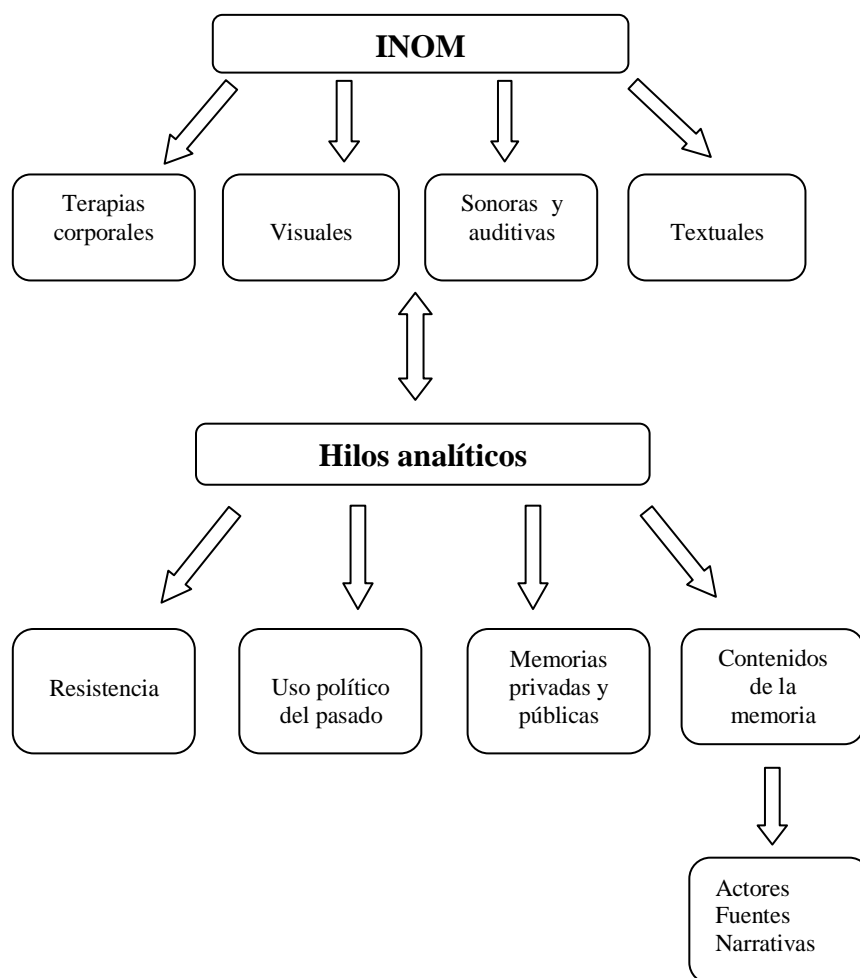 INOM
Terapias
corporales
Visuales
Sonoras y
auditivas
Textuales
Hilos analíticos
Resistencia
Uso político
del pasado
Memorias
privadas y
públicas
Contenidos
de la
memoria
Actores
Fuentes
Narrativas